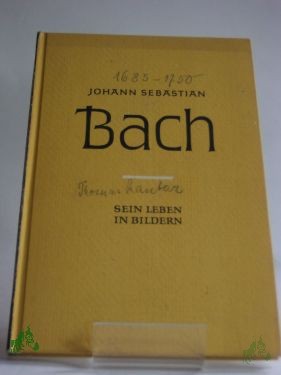 1685-1750
JOHANN SEBASTIAN
Bach
Thomas Kantor
SEIN LEBEN
IN BILDERN